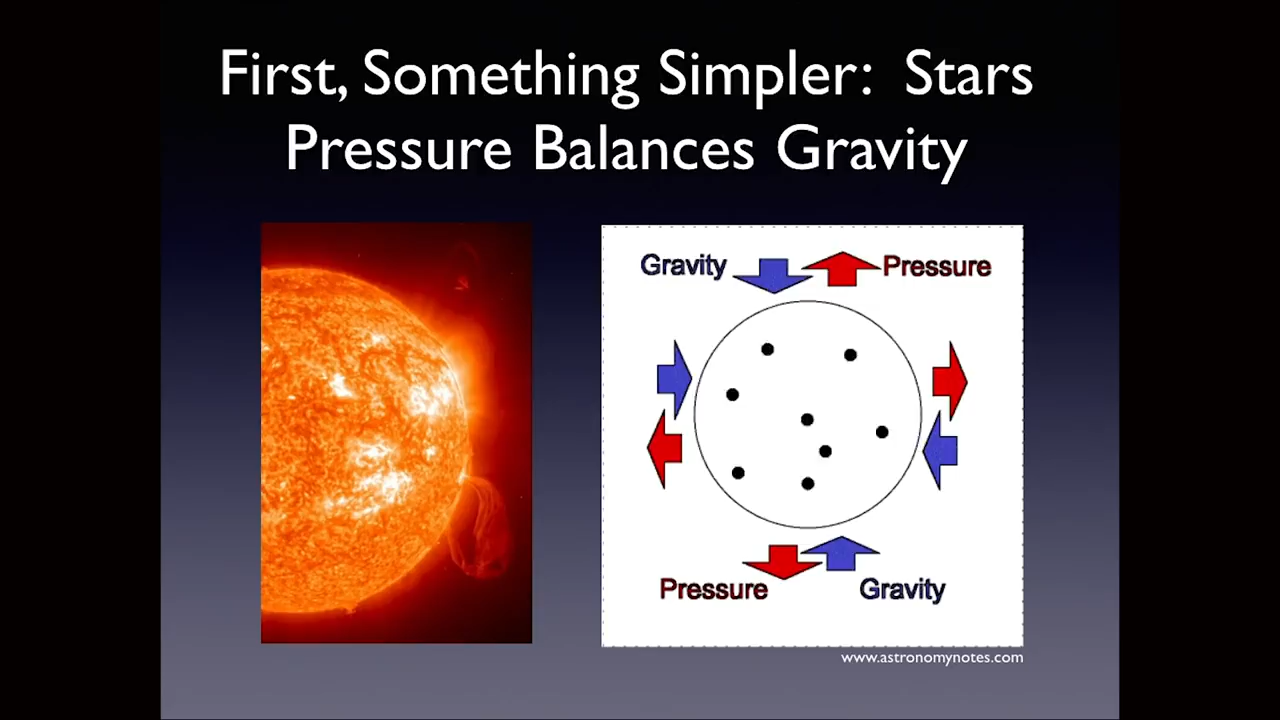 First, Something Simpler: Stars
Pressure Balances Gravity
Gravity
Pressure
Pressure
Gravity
www.astronomynotes.com